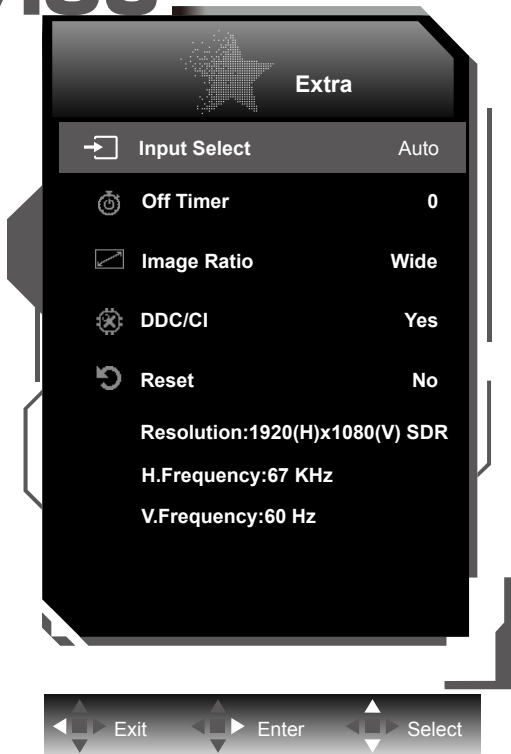 Extra
Input Select Auto
Off Timer 0
Image Ratio Wide
DDC/CI Yes
Reset No
Resolution:1920(H)x1080(V) SDR
H.Frequency:67 KHz
V.Frequency:60 Hz
Exit Enter Select